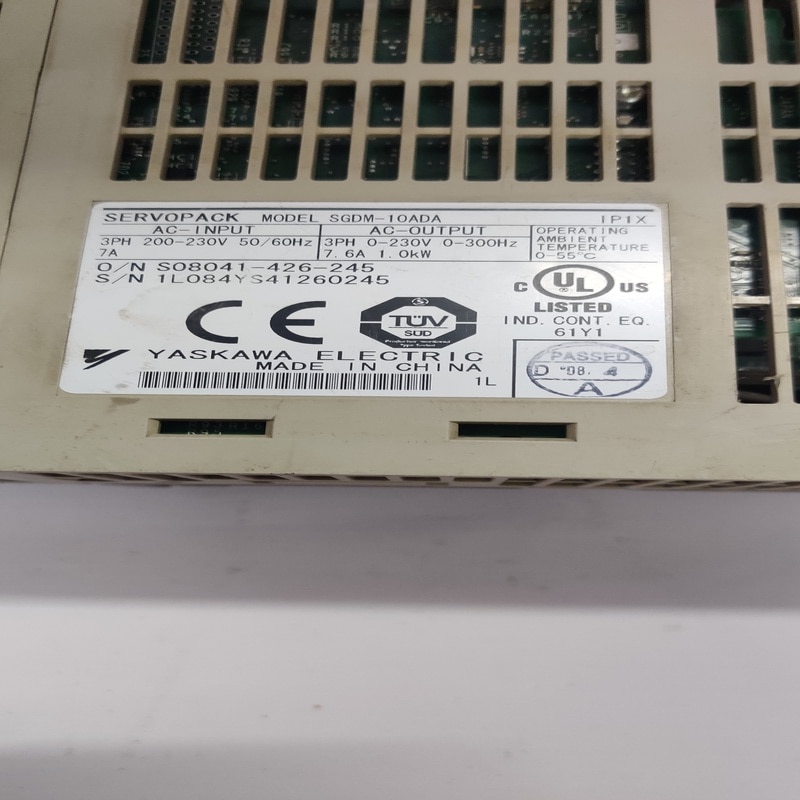 SERVOPACK MODEL SGDM-10ADA IP1X
AC-INPUT AC-OUTPUT OPERATING AMBIENT TEMPERATURE
3PH 200-230V 50/60Hz 3PH 0-230V 0-300Hz 0-55°C
7A 7.6A 1.0kW
O/N S08041-426-245
S/N 1L084YS41260245
CE
TÜV
SÜD
C UL US
LISTED
IND. CONT. EQ.
61Y1
YASKAWA ELECTRIC
MADE IN CHINA
1L
PASSED
D '08. 4
A